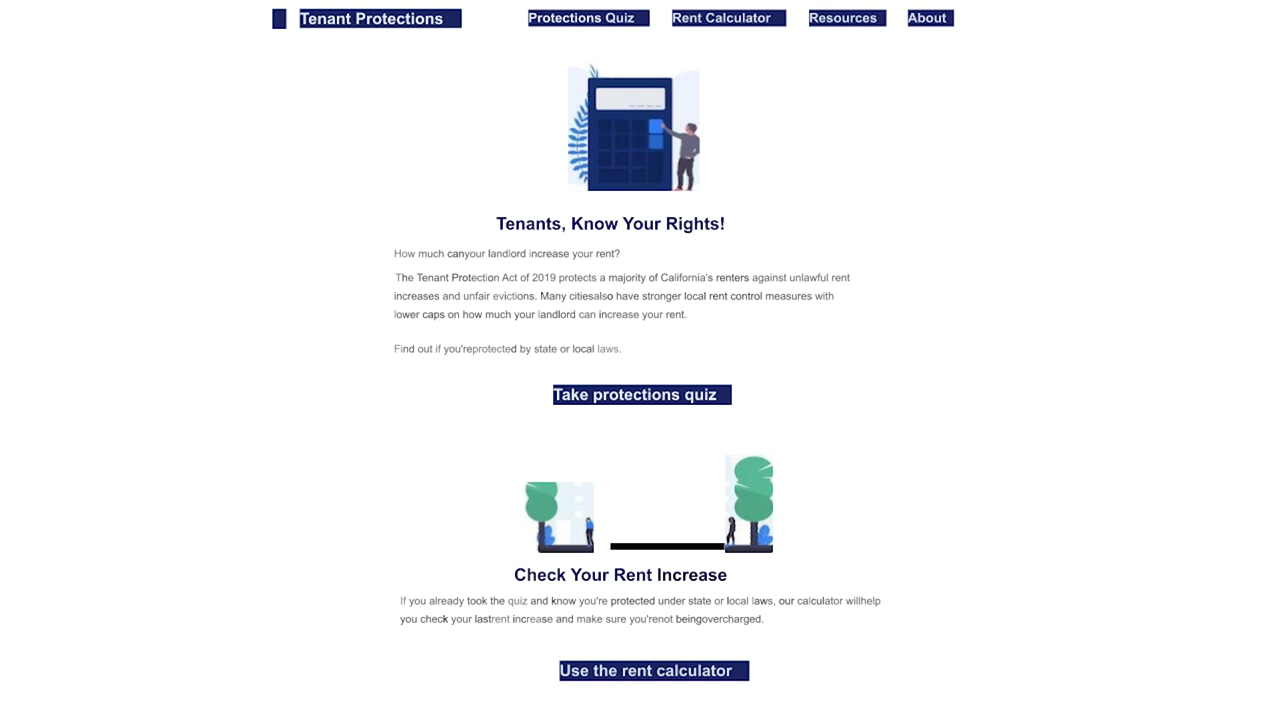 Tenant Protections
Protections Quiz
Rent Calculator
Resources
About
Tenants, Know Your Rights!
How much canyour landlord increase your rent?
The Tenant Protection Act of 2019 protects a majority of California's renters against unlawful rent
increases and unfair evictions. Many citiesalso have stronger local rent control measures with
lower caps on how much your landlord can increase your rent.
Find out if you'reprotected by state or local laws.
Take protections quiz
Check Your Rent Increase
If you already took the quiz and know you're protected under state or local laws, our calculator willhelp
you check your lastrent increase and make sure you'renot beingovercharged.
Use the rent calculator